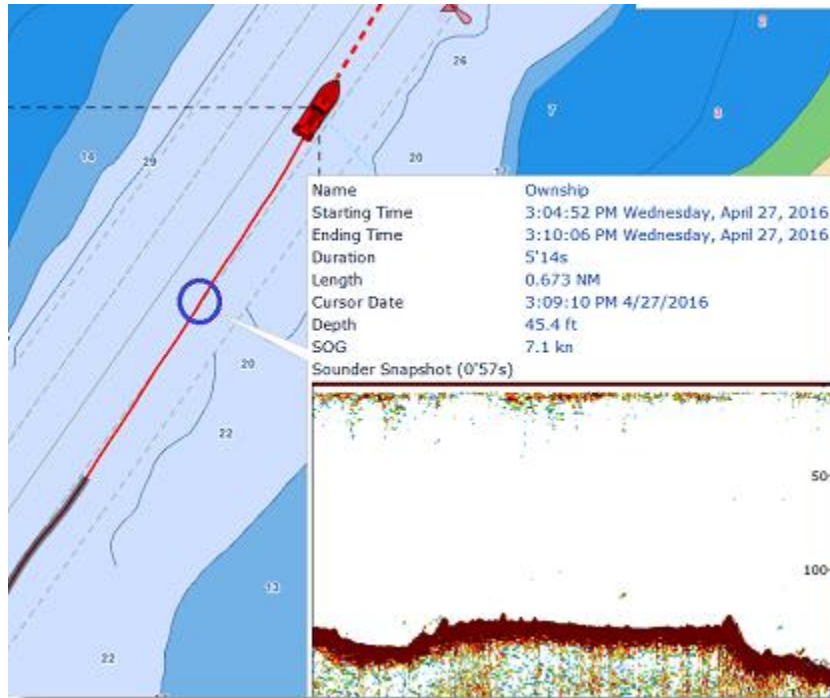 2
26
7
3
14
29
20
Name Ownship
Starting Time 3:04:52 PM Wednesday, April 27, 2016
Ending Time 3:10:06 PM Wednesday, April 27, 2016
Duration 5'14s
Length 0.673 NM
Cursor Date 3:09:10 PM 4/27/2016
Depth 45.4 ft
SOG 7.1 kn
Sounder Snapshot (0'57s)
20
22
50
100
13
22